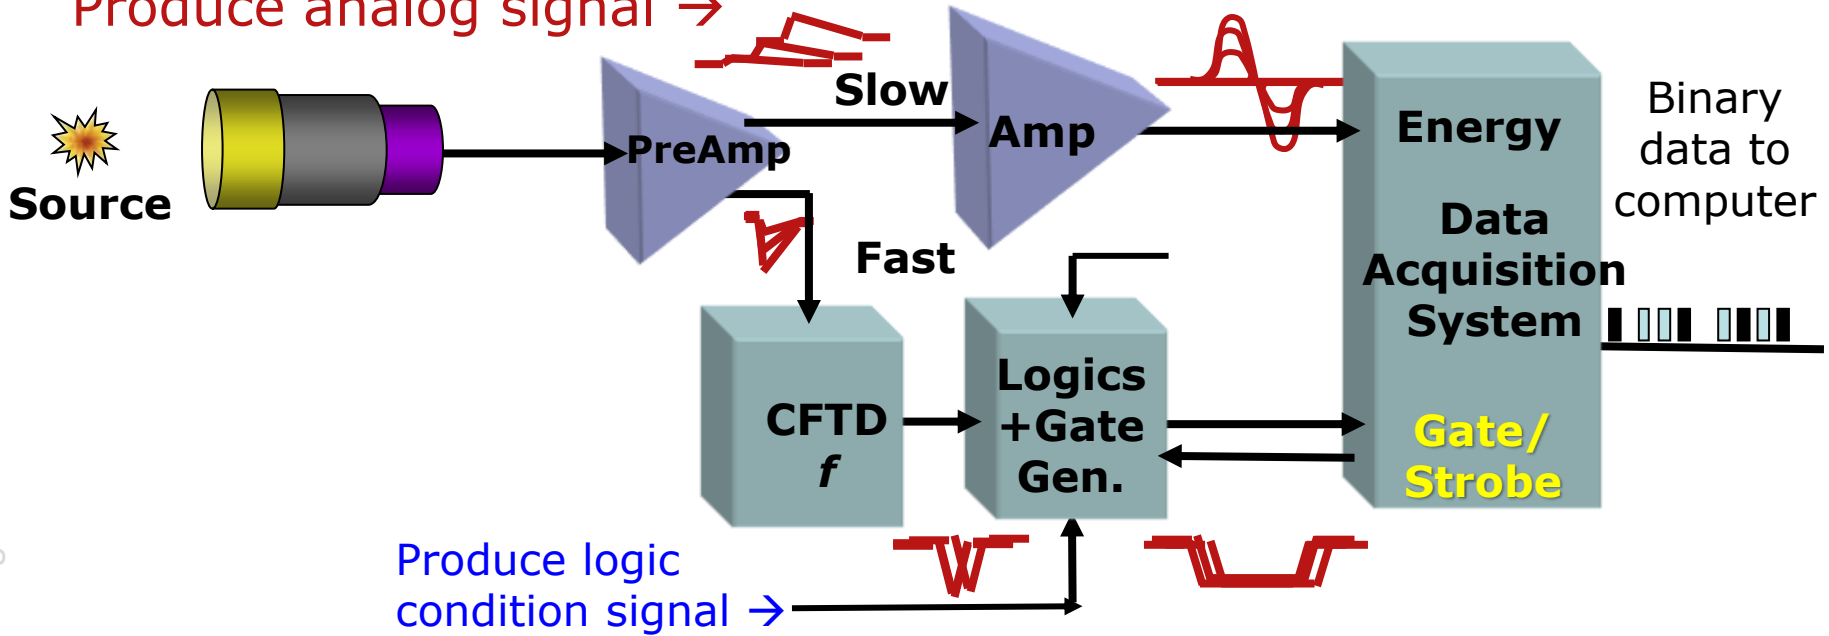 Produce analog signal →
Slow
PreAmp
Amp
Energy
Binary
data to
computer
Source
Data
Acquisition
System
Fast
Logics
+Gate
Gen.
CFTD
f
Gate/
Strobe
Produce logic
condition signal →